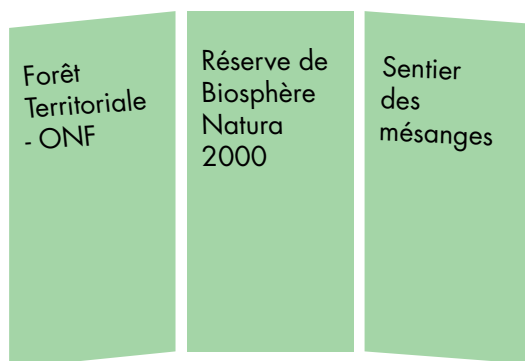 Forêt
Territoriale
- ONF
Réserve de
Biosphère
Natura
2000
Sentier
des
mésanges